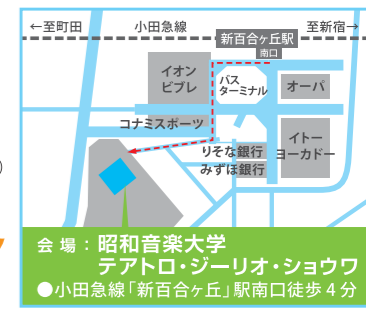 ←至町田 小田急線 至新宿→
新百合ヶ丘駅
南口
イオン
ビブレ
バス
ターミナル
オーパ
コナミスポーツ
イトー
ヨーカドー
りそな銀行
みずほ銀行
会場：昭和音楽大学
テアトロ・ジーリオ・ショウワ
●小田急線「新百合ヶ丘」駅南口徒歩4分